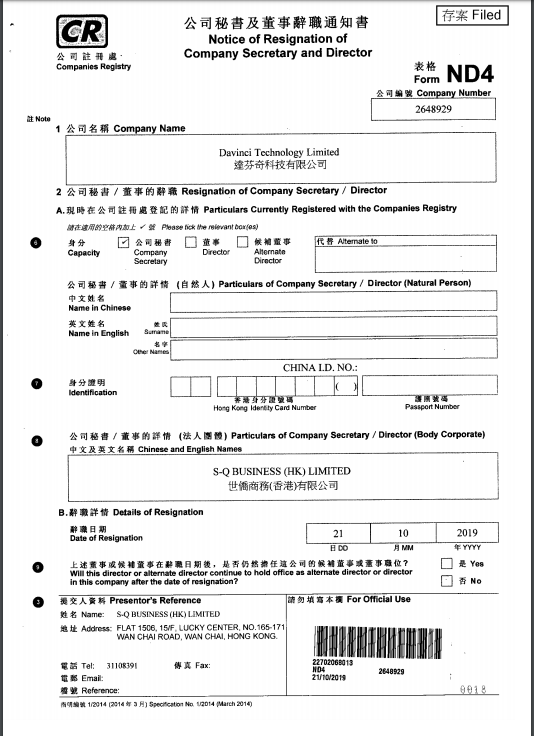 公司秘書及董事辭職通知書
Notice of Resignation of
Company Secretary and Director
存案 Filed
CR
公司註冊處
Companies Registry
表格
Form ND4
公司編號 Company Number
2648929
註 Note
1 公司名稱 Company Name
Davinci Technology Limited
達芬奇科技有限公司
2 公司秘書／董事的辭職 Resignation of Company Secretary / Director
A. 現時在公司註冊處登記的詳情 Particulars Currently Registered with the Companies Registry
請在適用的空格內加上 ✓ 號 Please tick the relevant box(es)
6 身分
Capacity
✓ 公司秘書
Company
Secretary
董事
Director
候補董事
Alternate
Director
代替 Alternate to
公司秘書／董事的詳情 (自然人) Particulars of Company Secretary / Director (Natural Person)
中文姓名
Name in Chinese
英文姓名
Name in English
姓氏
Surname
名字
Other Names
CHINA I.D. NO.:
7 身分證明
Identification
( )
香港身分證號碼
Hong Kong Identity Card Number
護照號碼
Passport Number
8 公司秘書／董事的詳情 (法人團體) Particulars of Company Secretary / Director (Body Corporate)
中文及英文名稱 Chinese and English Names
S-Q BUSINESS (HK) LIMITED
世僑商務(香港)有限公司
B. 辭職詳情 Details of Resignation
辭職日期
Date of Resignation
21 10 2019
日 DD 月 MM 年 YYYY
9 上述董事或候補董事在辭職日期後，是否仍然擔任這公司的候補董事或董事職位？
Will this director or alternate director continue to hold office as alternate director or director
in this company after the date of resignation?
是 Yes
否 No
3 提交人資料 Presentor's Reference
姓名 Name: S-Q BUSINESS (HK) LIMITED
地址 Address: FLAT 1506, 15/F, LUCKY CENTER, NO.165-171
WAN CHAI ROAD, WAN CHAI, HONG KONG.
電話 Tel: 31108391 傳真 Fax:
電郵 Email:
檔號 Reference:
請勿填寫本欄 For Official Use
22702068013
ND4 2648929
21/10/2019
0018
指明編號 1/2014 (2014 年 3 月) Specification No. 1/2014 (March 2014)